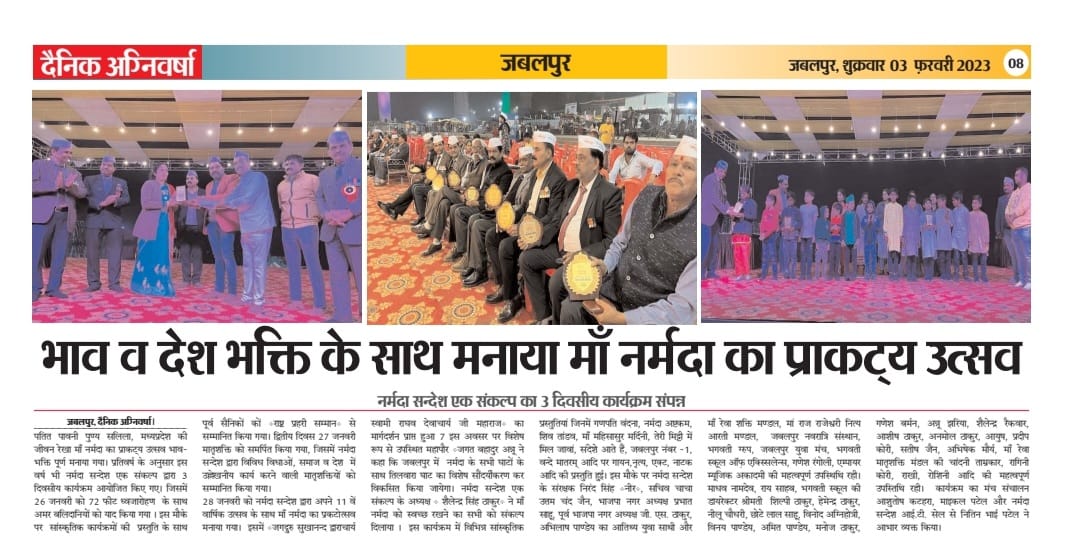 दैनिक अग्निवर्षा
जबलपुर
जबलपुर, शुक्रवार 03 फ़रवरी 2023
08
भाव व देश भक्ति के साथ मनाया माँ नर्मदा का प्राकट्य उत्सव
नर्मदा सन्देश एक संकल्प का 3 दिवसीय कार्यक्रम संपन्न
जबलपुर, दैनिक अग्निवर्षा।
पतित पावनी पुण्य सलिला, मध्यप्रदेश की
जीवन रेखा माँ नर्मदा का प्राकट्य उत्सव भाव-
भक्ति पूर्ण मनाया गया। प्रतिवर्ष के अनुसार इस
वर्ष भी नर्मदा सन्देश एक संकल्प द्वारा 3
दिवसीय कार्यक्रम आयोजित किए गए। जिसमें
26 जनवरी को 72 फीट ध्वजारोहण के साथ
अमर बलिदानियों को याद किया गया। इस मौके
पर सांस्कृतिक कार्यक्रमों की प्रस्तुति के साथ
पूर्व सैनिकों कों ०राष्ट प्रहरी सम्मान० से
सम्मानित किया गया। द्वितीय दिवस 27 जनवरी
मातृशक्ति को समर्पित किया गया, जिसमें नर्मदा
सन्देश द्वारा विविध विधाओं, समाज व देश में
उल्लेखनीय कार्य करने वाली मातृशक्तियों को
सम्मानित किया गया।
28 जनवरी को नर्मदा सन्देश द्वारा अपने 11 वें
वार्षिक उत्सव के साथ माँ नर्मदा का प्रकटोत्सव
मनाया गया। इसमें ०जगद्गुरु सुखानन्द द्वाराचार्य
स्वामी राघव देवाचार्य जी महाराज० का
मार्गदर्शन प्राप्त हुआ 7 इस अवसर पर विशेष
रूप से उपस्थित महापौर ०जगत बहादुर अन्नू ने
कहा कि जबलपुर में नर्मदा के सभी घाटों के
साथ तिलवारा घाट का विशेष सौंदर्यीकरण कर
विकसित किया जायेगा। नर्मदा सन्देश एक
संकल्प के अध्यक्ष ० शैलेन्द्र सिंह ठाकुर० ने माँ
नर्मदा को स्वच्छ रखने का सभी को संकल्प
दिलाया । इस कार्यक्रम में विभिन्न सांस्कृतिक
प्रस्तुतियां जिनमें गणपति वंदना, नर्मदा अष्टकम,
शिव तांडव, माँ महिसासुर मर्दिनी, तेरी मिट्टी में
मिल जावां, संदेशे आते हैं, जबलपुर नंबर -1,
वन्दे मातरम् आदि पर गायन,नृत्य, एक्ट, नाटक
आदि की प्रस्तुति हुई। इस मौके पर नर्मदा सन्देश
के संरक्षक निरंद सिंह ०नीर०, सचिव चाचा
उत्तम चंद जैन, भाजपा नगर अध्यक्ष प्रभात
साहू, पूर्व भाजपा नगर अध्यक्ष जी. एस. ठाकुर,
अभिलाष पाण्डेय का आतिथ्य युवा साथी और
माँ रेवा शक्ति मण्डल, मां राज राजेश्वरी नित्य
आरती मण्डल, जबलपुर नवरात्रि संस्थान,
भगवती ग्रुप, जबलपुर युवा मंच, भगवती
स्कूल ऑफ एक्सिलेन्स, गणेश रंगोली, एम्पायर
म्यूजिक अकादमी की महत्वपूर्ण उपस्थिति रही।
माधव नामदेव, राय साहब, भगवती स्कूल की
डायरेक्टर श्रीमती शिल्पी ठाकुर, हेमेन्द ठाकुर,
नीलू चौधरी, छोटे लाल साहू, विनोद अग्निहोत्री,
विनय पाण्डेय, अमित पाण्डेय, मनोज ठाकुर,
गणेश बर्मन, अन्नू झरिया, शैलेन्द्र रैकवार,
आशीष ठाकुर, अनमोल ठाकुर, आयुष, प्रदीप
कोरी, सतीष जैन, अभिषेक मौर्य, माँ रेवा
मातृशक्ति मंडल की चांदनी ताम्रकार, रागिनी
कोरी, राखी, रोशिनी आदि की महत्वपूर्ण
उपस्तिथि रही। कार्यक्रम का मंच संचालन
आशुतोष कटहरा, माइकल पटेल और नर्मदा
सन्देश आई.टी. सेल से नितिन भाई पटेल ने
आभार व्यक्त किया।